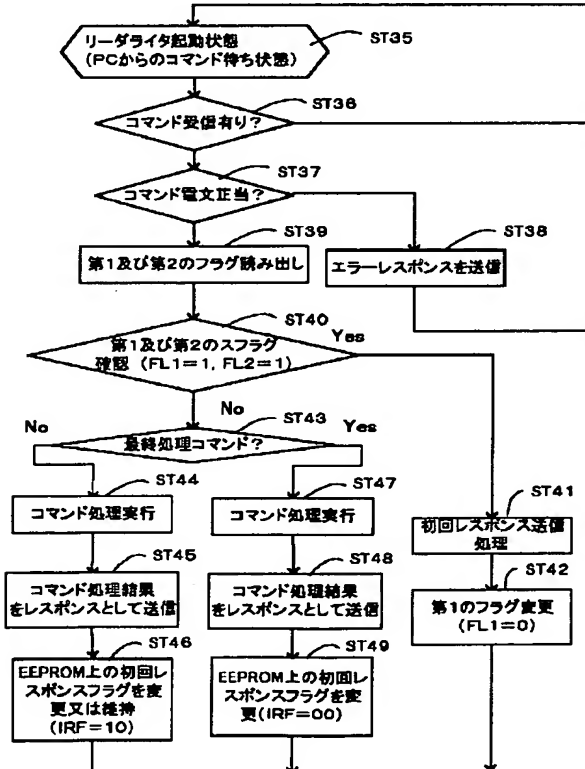 リーダライタ起動状態
(PCからのコマンド待ち状態)
ST35
ST36
コマンド受信有り?
ST37
コマンド電文正当?
ST39
第1及び第2のフラグ読み出し
ST38
エラーレスポンスを送信
ST40
Yes
第1及び第2のスフラグ
確認 (FL1=1, FL2=1)
No
ST43
No
Yes
最終処理コマンド?
ST44
コマンド処理実行
ST47
コマンド処理実行
ST41
初回レスポンス送信
処理
ST45
コマンド処理結果
をレスポンスとして送信
ST48
コマンド処理結果
をレスポンスとして送信
ST42
第1のフラグ変更
(FL1=0)
ST46
EEPROM上の初回レ
スポンスフラグを変
更又は維持
(IRF=10)
ST49
EEPROM上の初回レ
スポンスフラグを変
更(IRF=00)